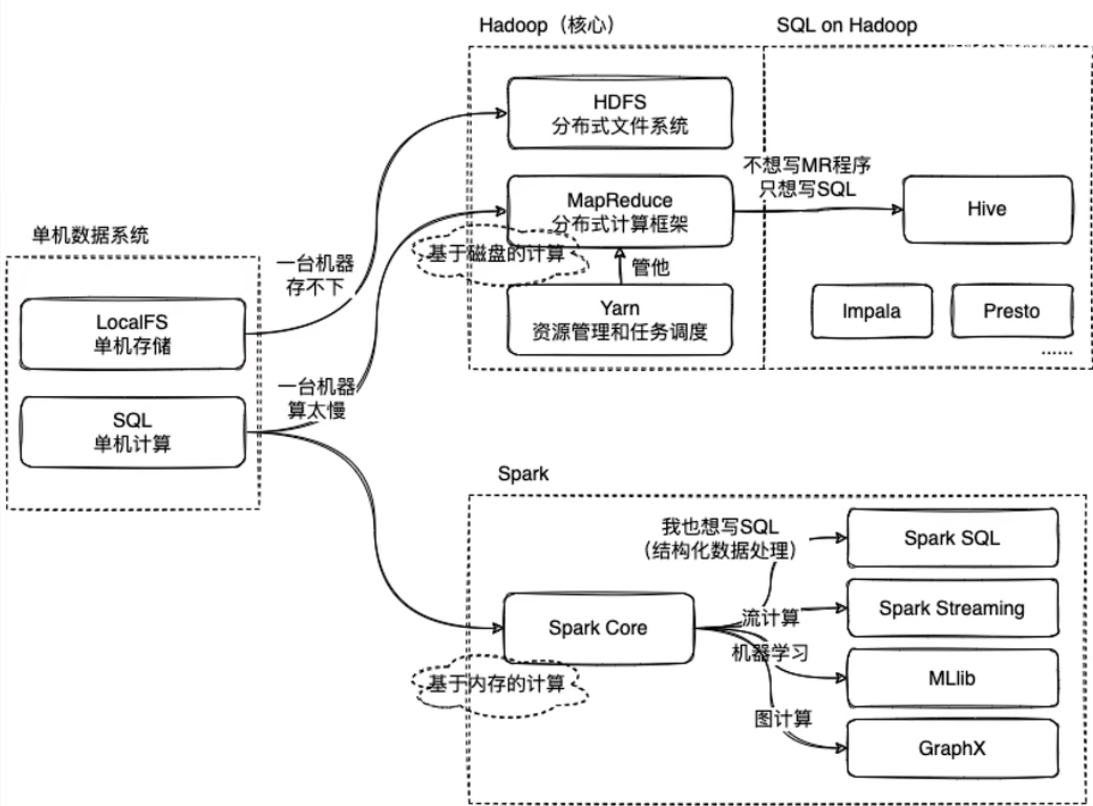 Hadoop（核心）
SQL on Hadoop
HDFS
分布式文件系统
不想写MR程序
只想写SQL
MapReduce
分布式计算框架
Hive
单机数据系统
基于磁盘的计算
一台机器
存不下
管他
LocalFS
单机存储
Yarn
资源管理和任务调度
Impala
Presto
......
一台机器
算太慢
SQL
单机计算
Spark
我也想写SQL
（结构化数据处理）
Spark SQL
Spark Core
流计算
Spark Streaming
机器学习
基于内存的计算
MLlib
图计算
GraphX